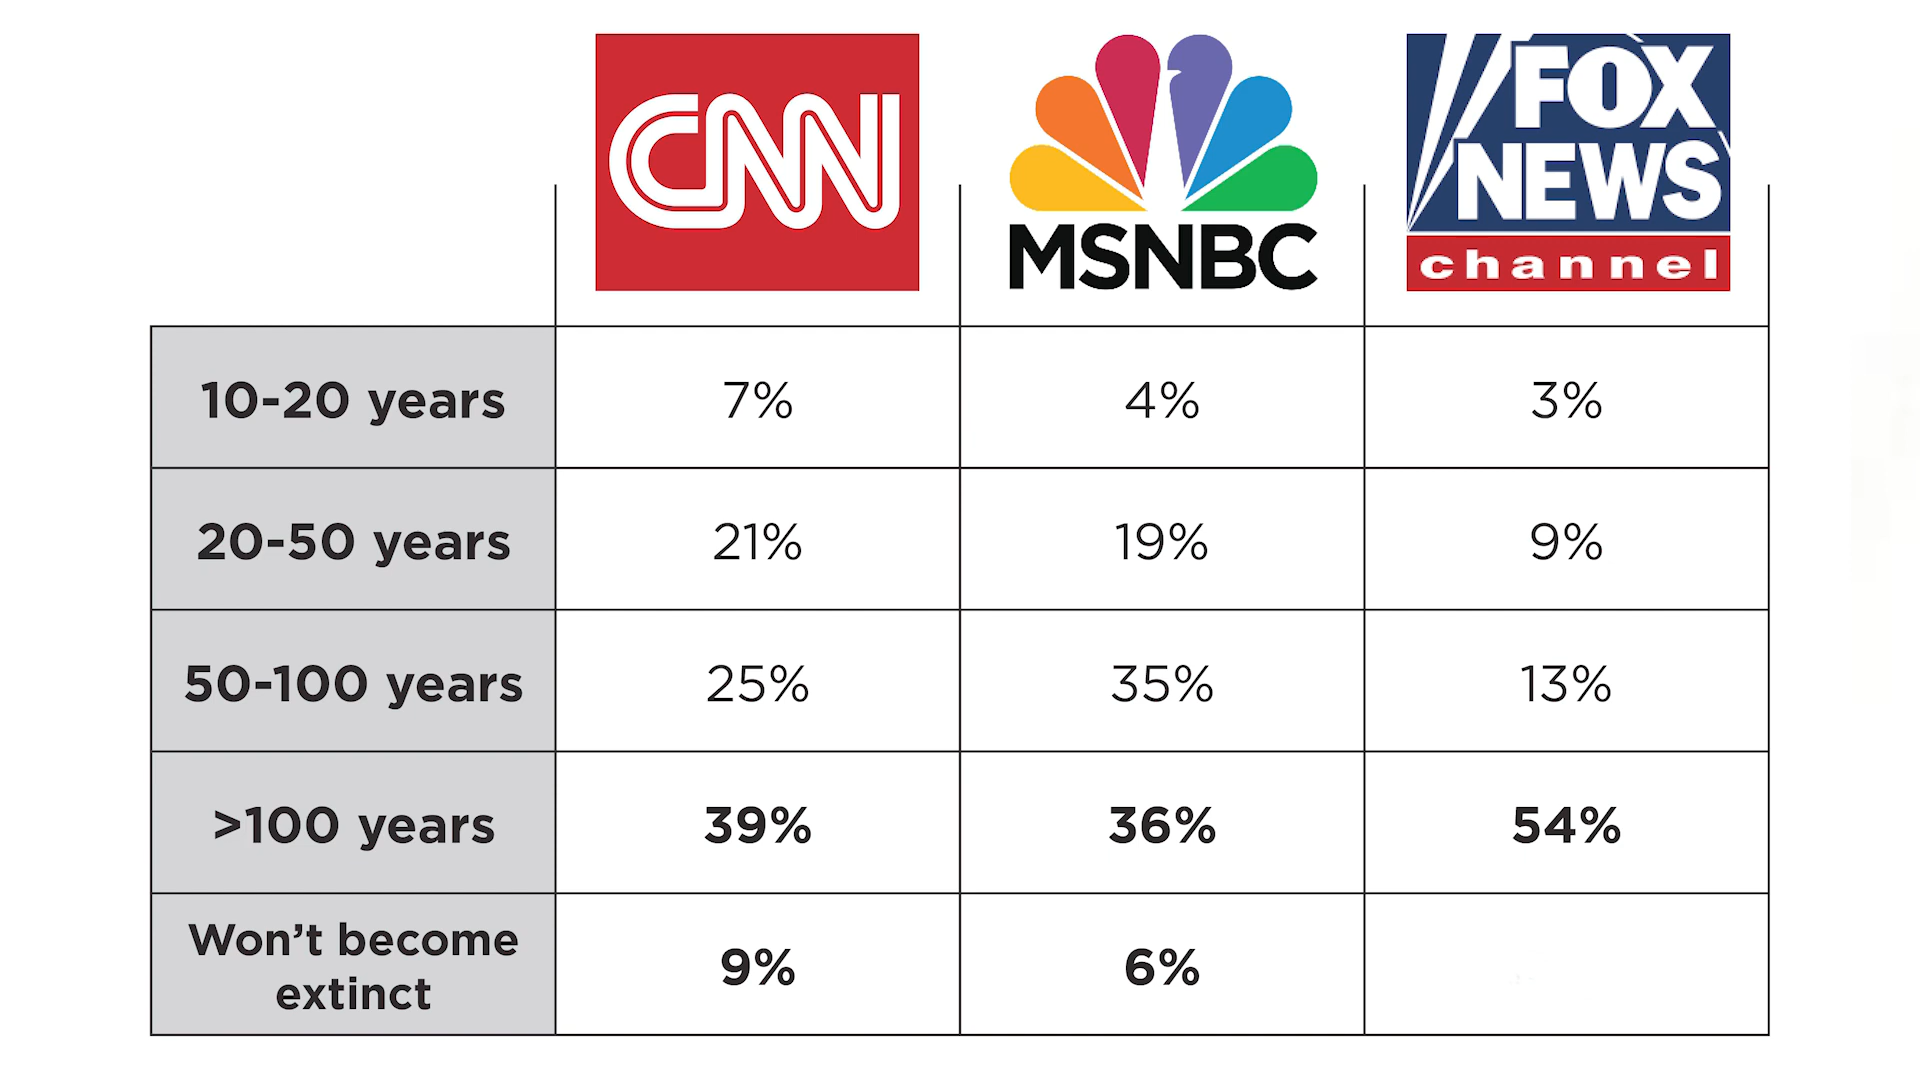 CNN MSNBC FOX NEWS channel
10-20 years 7% 4% 3%
20-50 years 21% 19% 9%
50-100 years 25% 35% 13%
>100 years 39% 36% 54%
Won’t become extinct 9% 6%